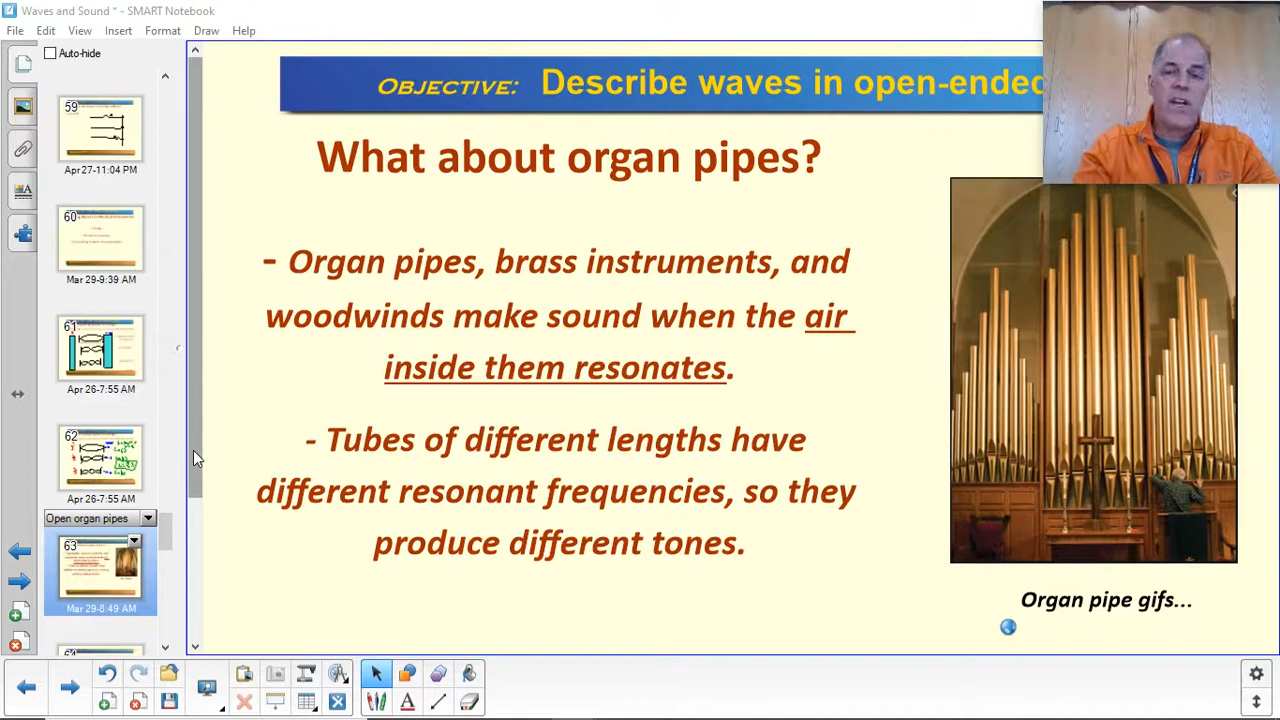 Waves and Sound * - SMART Notebook
File Edit View Insert Format Draw Help
Auto-hide
59
Apr 27-11:04 PM
60
Mar 29-9:39 AM
61
Apr 26-7:55 AM
62
Apr 26-7:55 AM
Open organ pipes
63
Mar 29-8:49 AM
OBJECTIVE: Describe waves in open-ended
What about organ pipes?
- Organ pipes, brass instruments, and
woodwinds make sound when the air
inside them resonates.
- Tubes of different lengths have
different resonant frequencies, so they
produce different tones.
Organ pipe gifs...